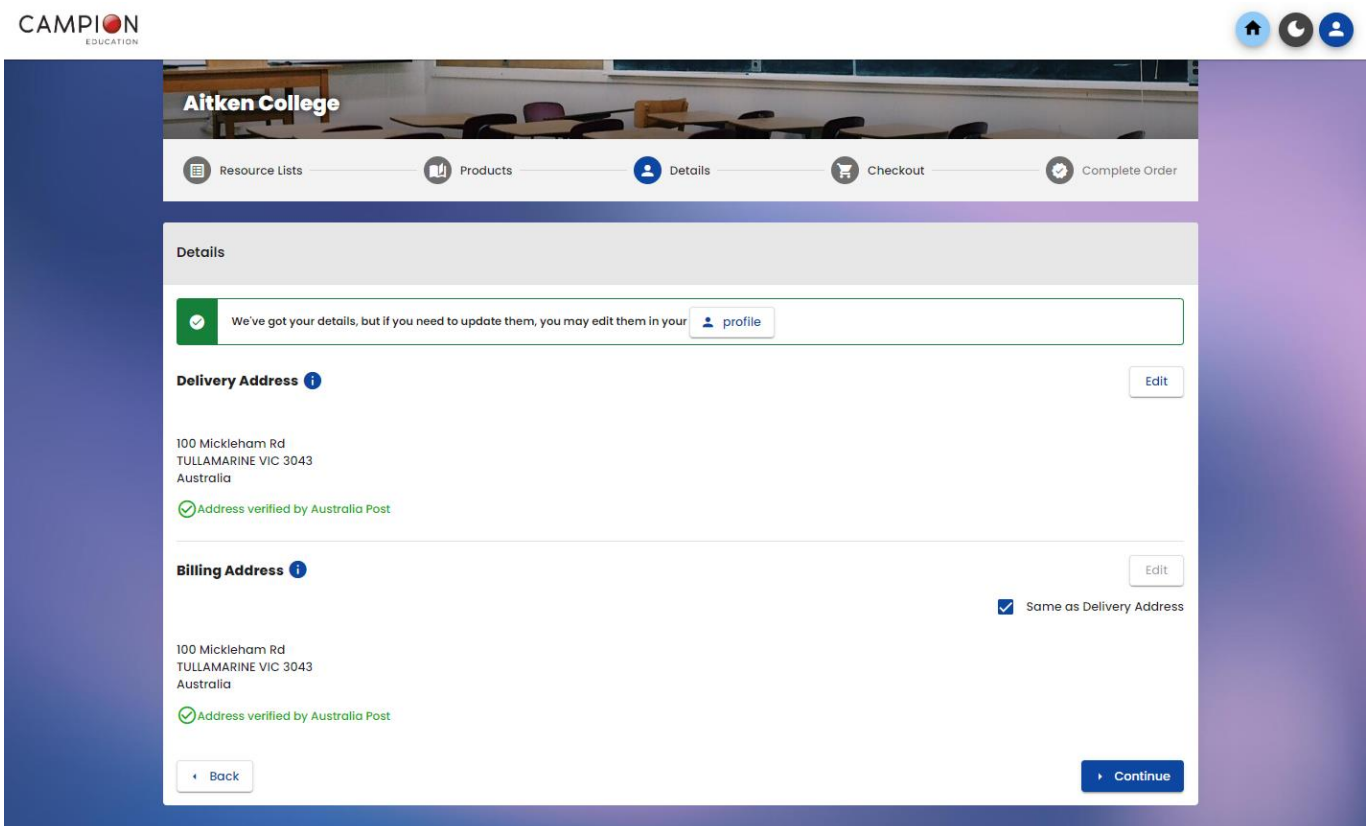 CAMPION
EDUCATION
Aitken College
Resource Lists
Products
Details
Checkout
Complete Order
Details
We've got your details, but if you need to update them, you may edit them in your profile
Delivery Address
Edit
100 Mickleham Rd
TULLAMARINE VIC 3043
Australia
Address verified by Australia Post
Billing Address
Edit
Same as Delivery Address
100 Mickleham Rd
TULLAMARINE VIC 3043
Australia
Address verified by Australia Post
Back
Continue